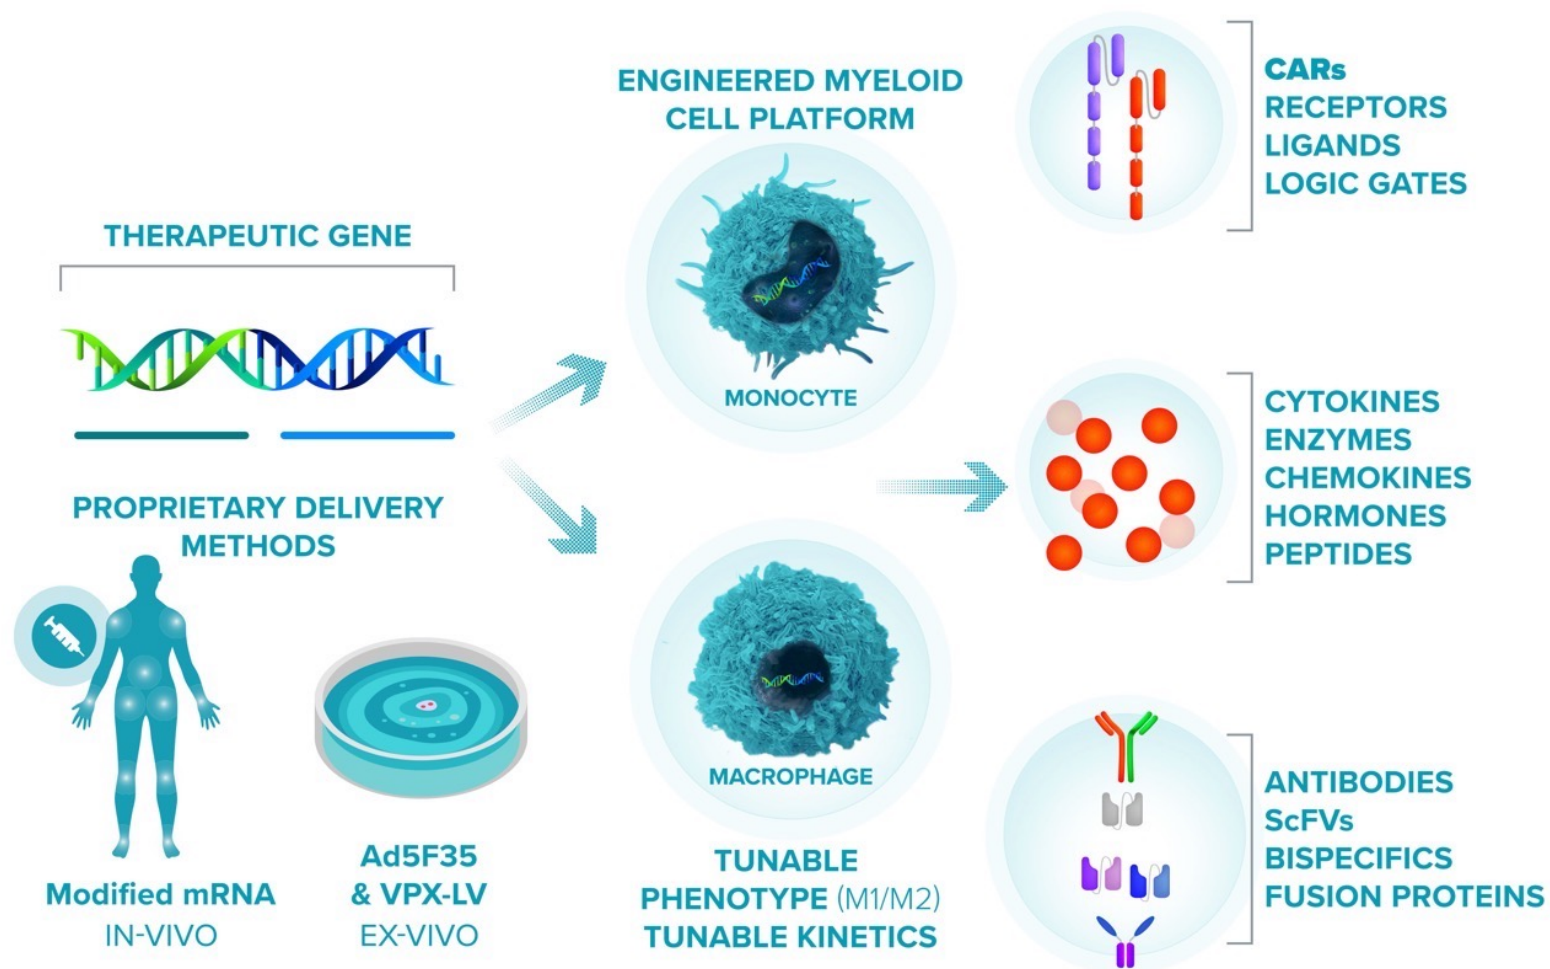 THERAPEUTIC GENE
PROPRIETARY DELIVERY
METHODS
Modified mRNA
IN-VIVO
Ad5F35
& VPX-LV
EX-VIVO
ENGINEERED MYELOID
CELL PLATFORM
MONOCYTE
MACROPHAGE
TUNABLE
PHENOTYPE (M1/M2)
TUNABLE KINETICS
CARs
RECEPTORS
LIGANDS
LOGIC GATES
CYTOKINES
ENZYMES
CHEMOKINES
HORMONES
PEPTIDES
ANTIBODIES
ScFVs
BISPECIFICS
FUSION PROTEINS